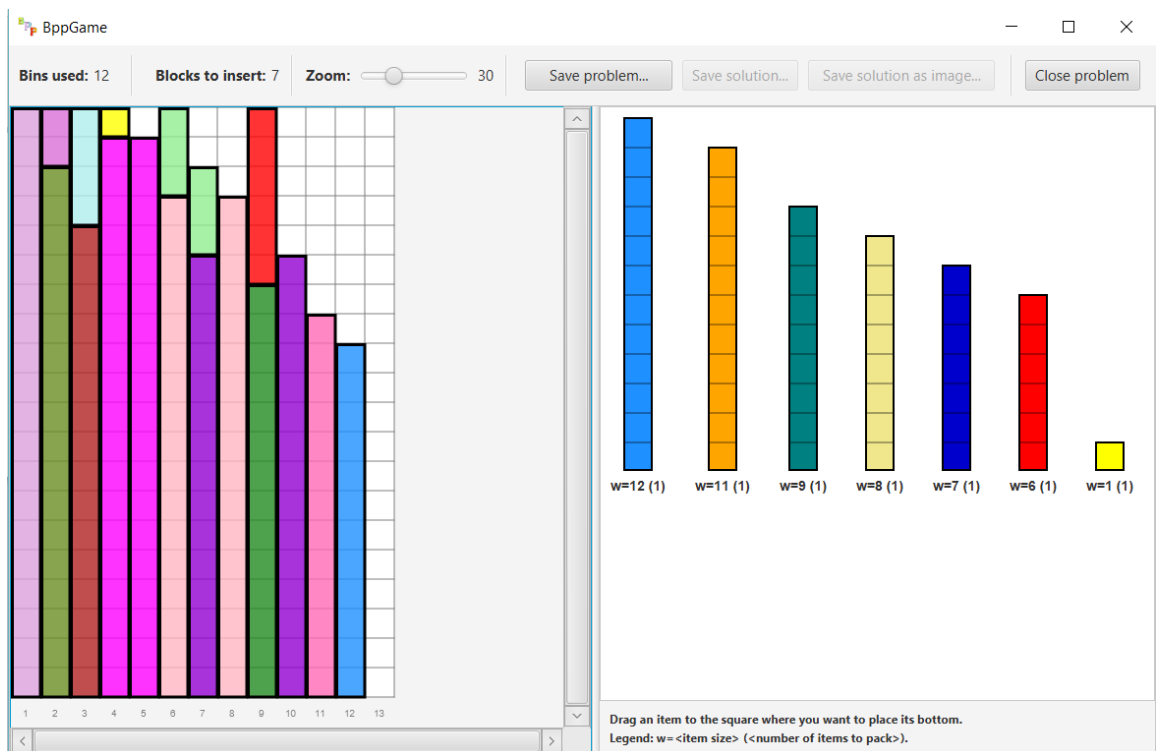 BPP BppGame
Bins used: 12 Blocks to insert: 7 Zoom: 30 Save problem... Save solution... Save solution as image... Close problem
w=12 (1) w=11 (1) w=9 (1) w=8 (1) w=7 (1) w=6 (1) w=1 (1)
1 2 3 4 5 6 7 8 9 10 11 12 13
Drag an item to the square where you want to place its bottom.
Legend: w=<item size> (<number of items to pack>).